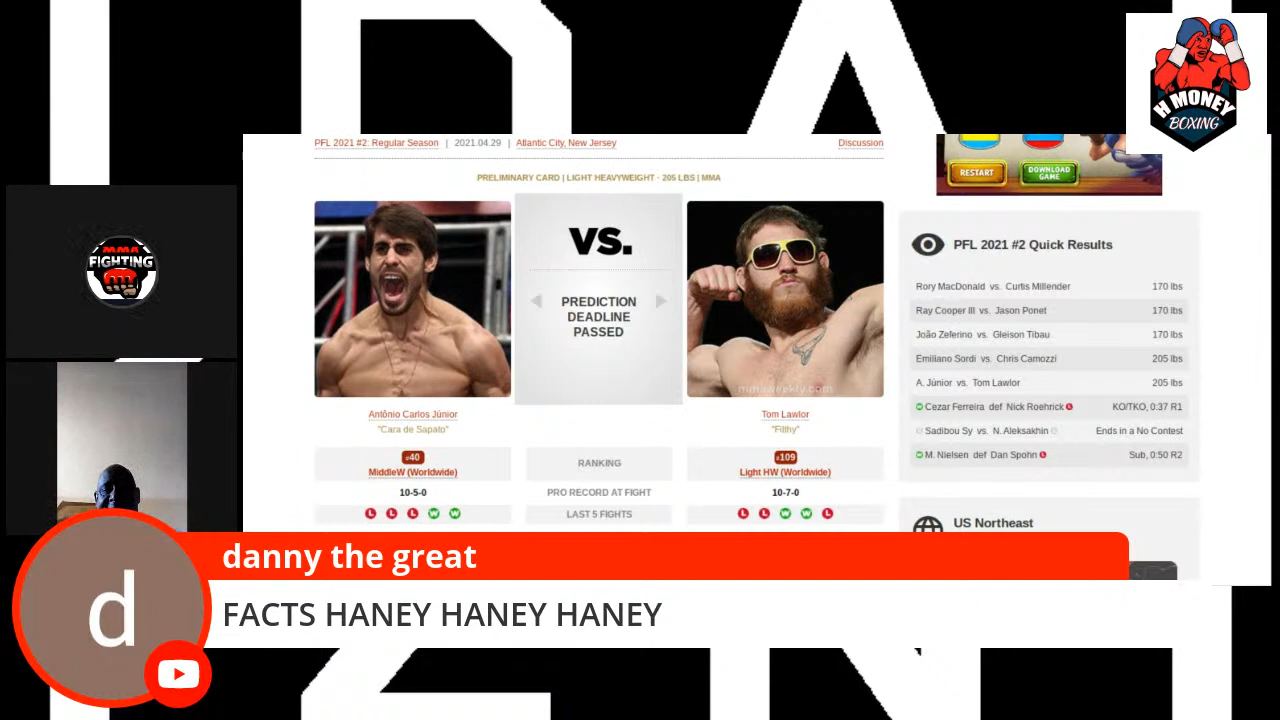 H MONEY
BOXING
PFL 2021 #2: Regular Season | 2021.04.29 | Atlantic City, New Jersey
Discussion
RESTART
DOWNLOAD
GAME
PRELIMINARY CARD | LIGHT HEAVYWEIGHT · 205 LBS | MMA
VS.
PREDICTION
DEADLINE
PASSED
mmaweekly.com
Antônio Carlos Júnior
Tom Lawlor
"Cara de Sapato"
"Filthy"
#40
RANKING
#109
MiddleW (Worldwide)
Light HW (Worldwide)
10-5-0
PRO RECORD AT FIGHT
10-7-0
L L L W W
LAST 5 FIGHTS
L L W W L
PFL 2021 #2 Quick Results
Rory MacDonald vs. Curtis Millender 170 lbs
Ray Cooper III vs. Jason Ponet 170 lbs
João Zeferino vs. Gleison Tibau 170 lbs
Emiliano Sordi vs. Chris Camozzi 205 lbs
A. Júnior vs. Tom Lawlor 205 lbs
W Cezar Ferreira def Nick Roehrick L KO/TKO, 0:37 R1
Sadibou Sy vs. N. Aleksakhin Ends in a No Contest
W M. Nielsen def Dan Spohn L Sub, 0:50 R2
US Northeast
MMA
FIGHTING
d
danny the great
FACTS HANEY HANEY HANEY